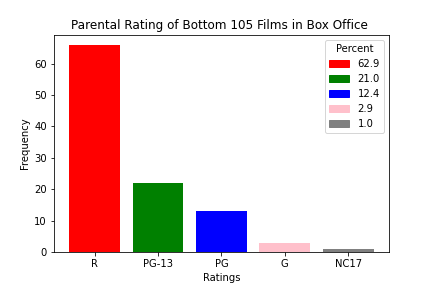 Parental Rating of Bottom 105 Films in Box Office
Percent
62.9
21.0
12.4
2.9
1.0
Frequency
60
50
40
30
20
10
0
R PG-13 PG G NC17
Ratings